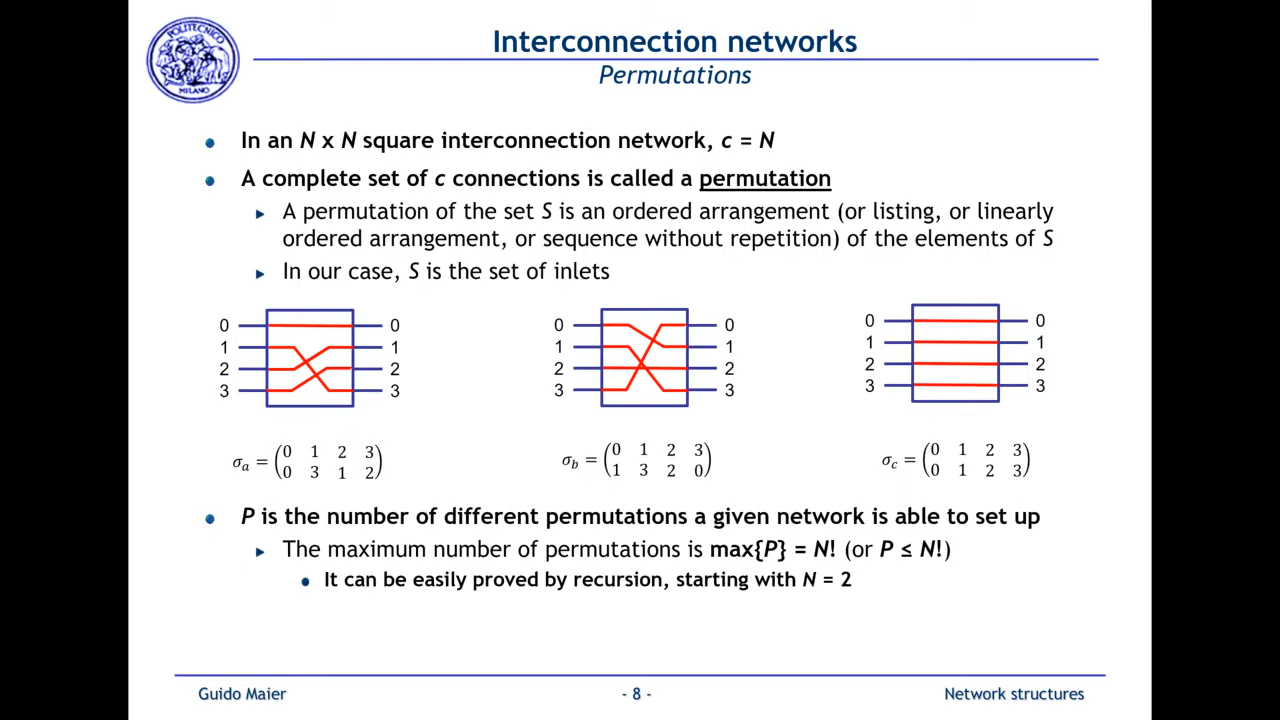 POLITECNICO
MILANO
Interconnection networks
Permutations
In an N x N square interconnection network, c = N
A complete set of c connections is called a permutation
A permutation of the set S is an ordered arrangement (or listing, or linearly
ordered arrangement, or sequence without repetition) of the elements of S
In our case, S is the set of inlets
0 0 0 0 0 0
1 1 1 1 1 1
2 2 2 2 2 2
3 3 3 3 3 3
σa = (0 1 2 3 / 0 3 1 2) σb = (0 1 2 3 / 1 3 2 0) σc = (0 1 2 3 / 0 1 2 3)
P is the number of different permutations a given network is able to set up
The maximum number of permutations is max{P} = N! (or P ≤ N!)
It can be easily proved by recursion, starting with N = 2
Guido Maier - 8 - Network structures